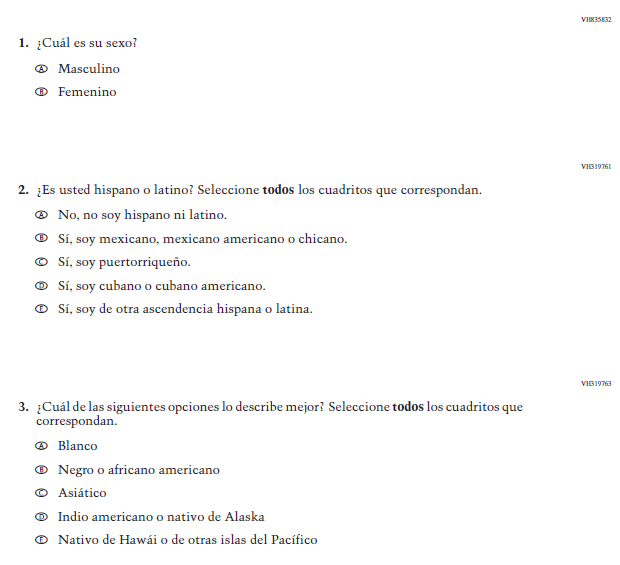 VH835832
1. ¿Cuál es su sexo?
A Masculino
B Femenino
VH319761
2. ¿Es usted hispano o latino? Seleccione todos los cuadritos que correspondan.
A No, no soy hispano ni latino.
B Sí, soy mexicano, mexicano americano o chicano.
C Sí, soy puertorriqueño.
D Sí, soy cubano o cubano americano.
E Sí, soy de otra ascendencia hispana o latina.
VH319763
3. ¿Cuál de las siguientes opciones lo describe mejor? Seleccione todos los cuadritos que
correspondan.
A Blanco
B Negro o africano americano
C Asiático
D Indio americano o nativo de Alaska
E Nativo de Hawái o de otras islas del Pacífico